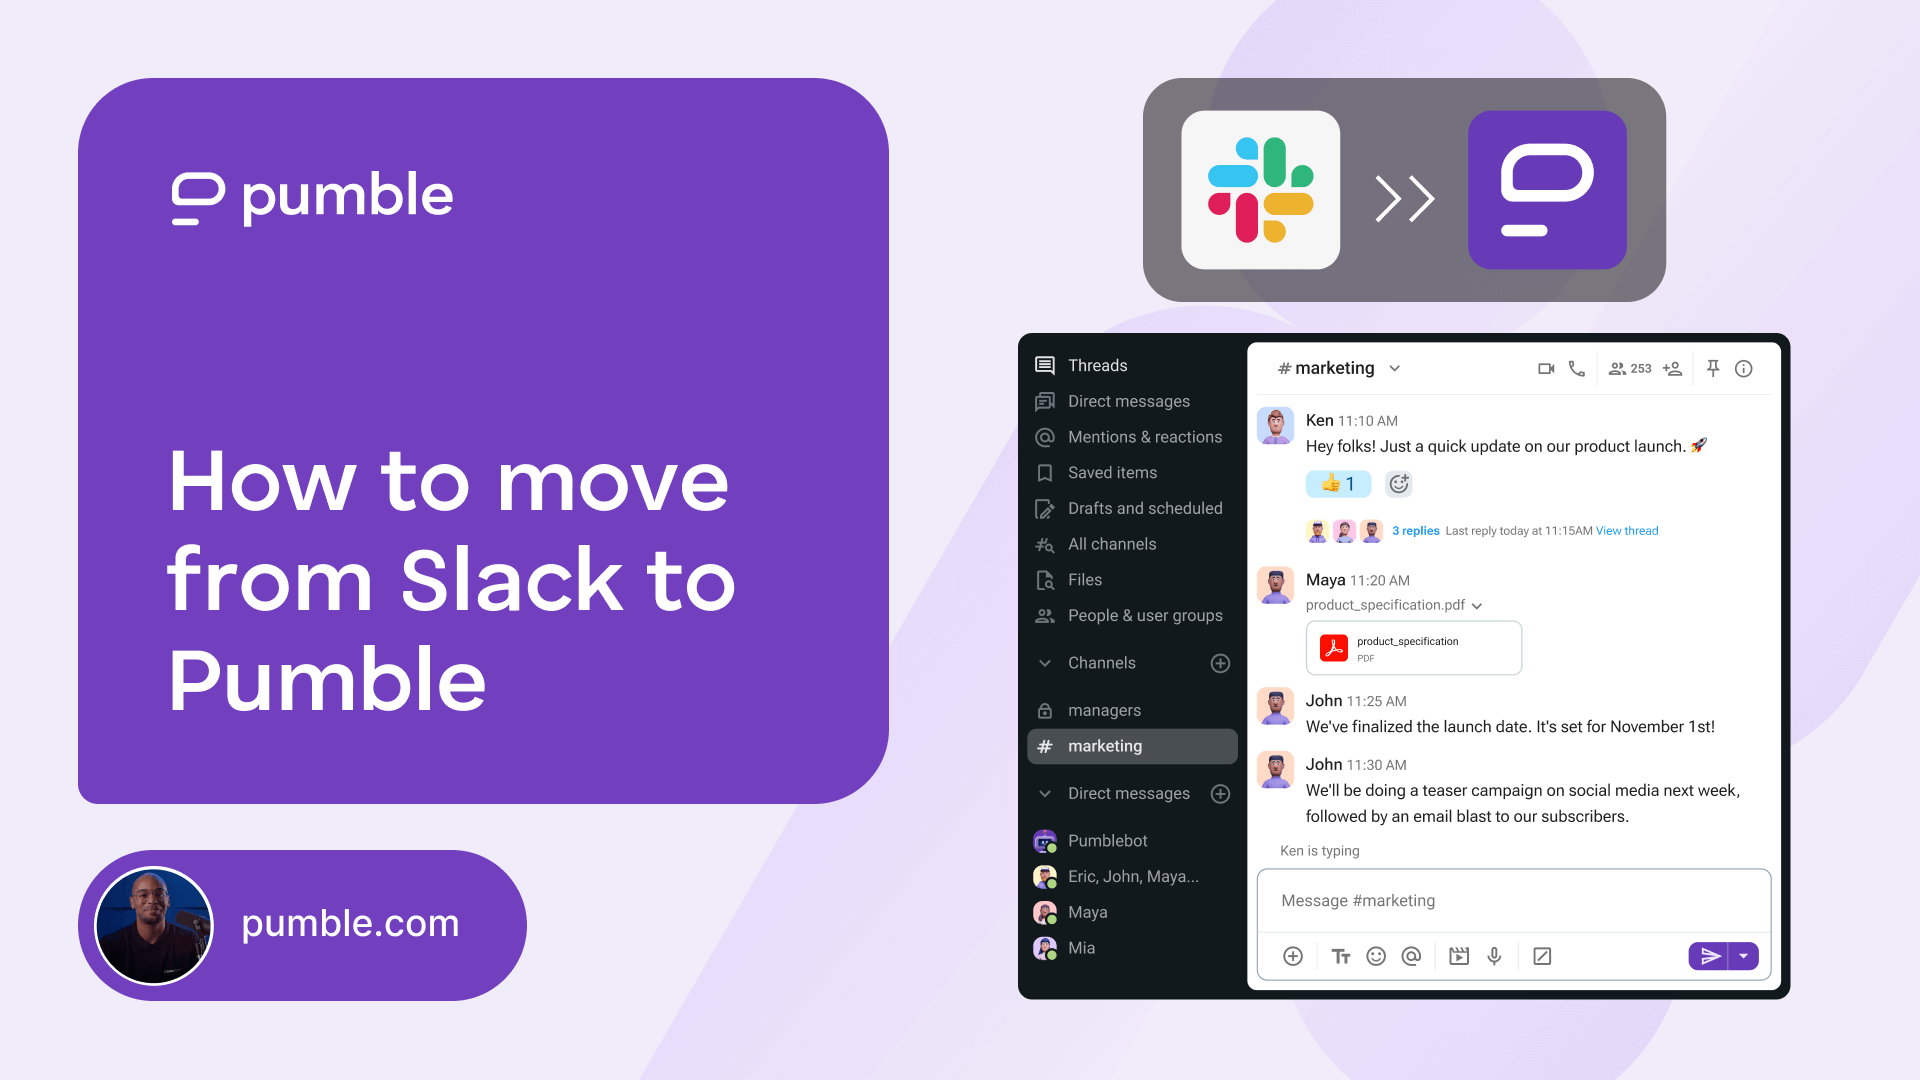 pumble
How to move
from Slack to
Pumble
pumble.com
Threads
Direct messages
Mentions & reactions
Saved items
Drafts and scheduled
All channels
Files
People & user groups
Channels
managers
# marketing
Direct messages
Pumblebot
Eric, John, Maya...
Maya
Mia
# marketing
253
Ken 11:10 AM
Hey folks! Just a quick update on our product launch. 🚀
👍 1
3 replies Last reply today at 11:15AM View thread
Maya 11:20 AM
product_specification.pdf
product_specification
PDF
John 11:25 AM
We've finalized the launch date. It's set for November 1st!
John 11:30 AM
We'll be doing a teaser campaign on social media next week,
followed by an email blast to our subscribers.
Ken is typing
Message #marketing